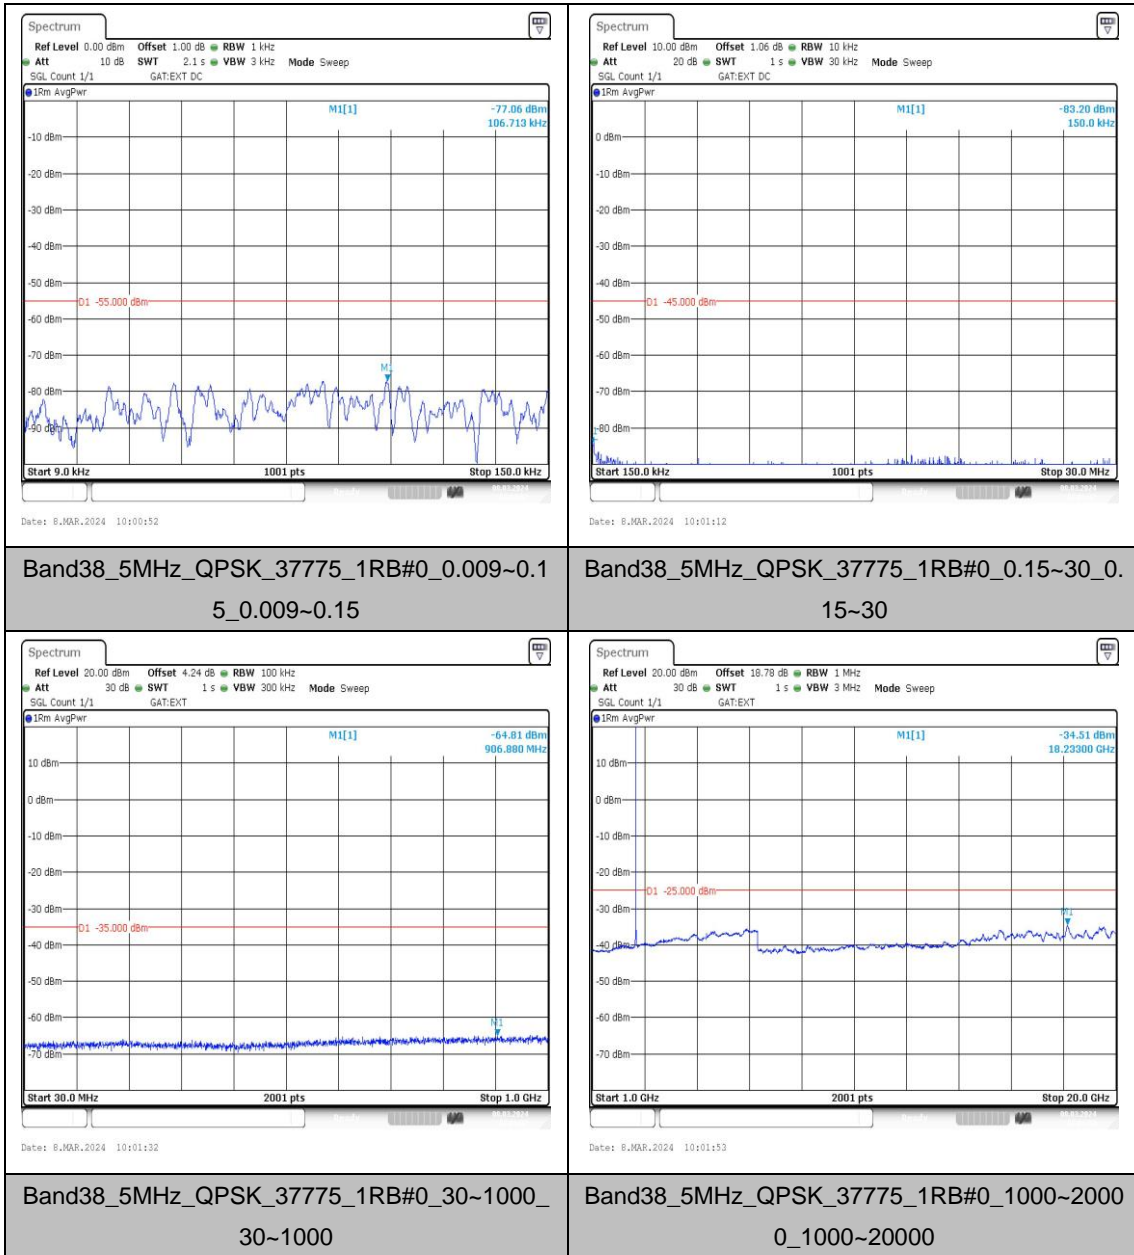 Spectrum
Ref Level 0.00 dBm Offset 1.00 dB RBW 1 kHz
Att 10 dB SWT 2.1 s VBW 3 kHz Mode Sweep
SGL Count 1/1 GAT:EXT DC
1Rm AvgPwr
M1[1] -77.06 dBm
106.713 kHz
-10 dBm
-20 dBm
-30 dBm
-40 dBm
-50 dBm
D1 -55.000 dBm
-60 dBm
-70 dBm
M1
-80 dBm
-90 dBm
Start 9.0 kHz 1001 pts Stop 150.0 kHz
Date: 8.MAR.2024 10:00:52
Spectrum
Ref Level 10.00 dBm Offset 1.06 dB RBW 10 kHz
Att 20 dB SWT 1 s VBW 30 kHz Mode Sweep
SGL Count 1/1 GAT:EXT DC
1Rm AvgPwr
M1[1] -83.20 dBm
150.0 kHz
0 dBm
-10 dBm
-20 dBm
-30 dBm
-40 dBm
D1 -45.000 dBm
-50 dBm
-60 dBm
-70 dBm
-80 dBm
Start 150.0 kHz 1001 pts Stop 30.0 MHz
Date: 8.MAR.2024 10:01:12
Band38_5MHz_QPSK_37775_1RB#0_0.009~0.1
5_0.009~0.15
Band38_5MHz_QPSK_37775_1RB#0_0.15~30_0.
15~30
Spectrum
Ref Level 20.00 dBm Offset 4.24 dB RBW 100 kHz
Att 30 dB SWT 1 s VBW 300 kHz Mode Sweep
SGL Count 1/1 GAT:EXT
1Rm AvgPwr
M1[1] -64.81 dBm
906.880 MHz
10 dBm
0 dBm
-10 dBm
-20 dBm
-30 dBm
D1 -35.000 dBm
-40 dBm
-50 dBm
-60 dBm
M1
-70 dBm
Start 30.0 MHz 2001 pts Stop 1.0 GHz
Date: 8.MAR.2024 10:01:32
Spectrum
Ref Level 20.00 dBm Offset 18.78 dB RBW 1 MHz
Att 30 dB SWT 1 s VBW 3 MHz Mode Sweep
SGL Count 1/1 GAT:EXT
1Rm AvgPwr
M1[1] -34.51 dBm
18.23300 GHz
10 dBm
0 dBm
-10 dBm
-20 dBm
D1 -25.000 dBm
-30 dBm
M1
-40 dBm
-50 dBm
-60 dBm
-70 dBm
Start 1.0 GHz 2001 pts Stop 20.0 GHz
Date: 8.MAR.2024 10:01:53
Band38_5MHz_QPSK_37775_1RB#0_30~1000_
30~1000
Band38_5MHz_QPSK_37775_1RB#0_1000~2000
0_1000~20000